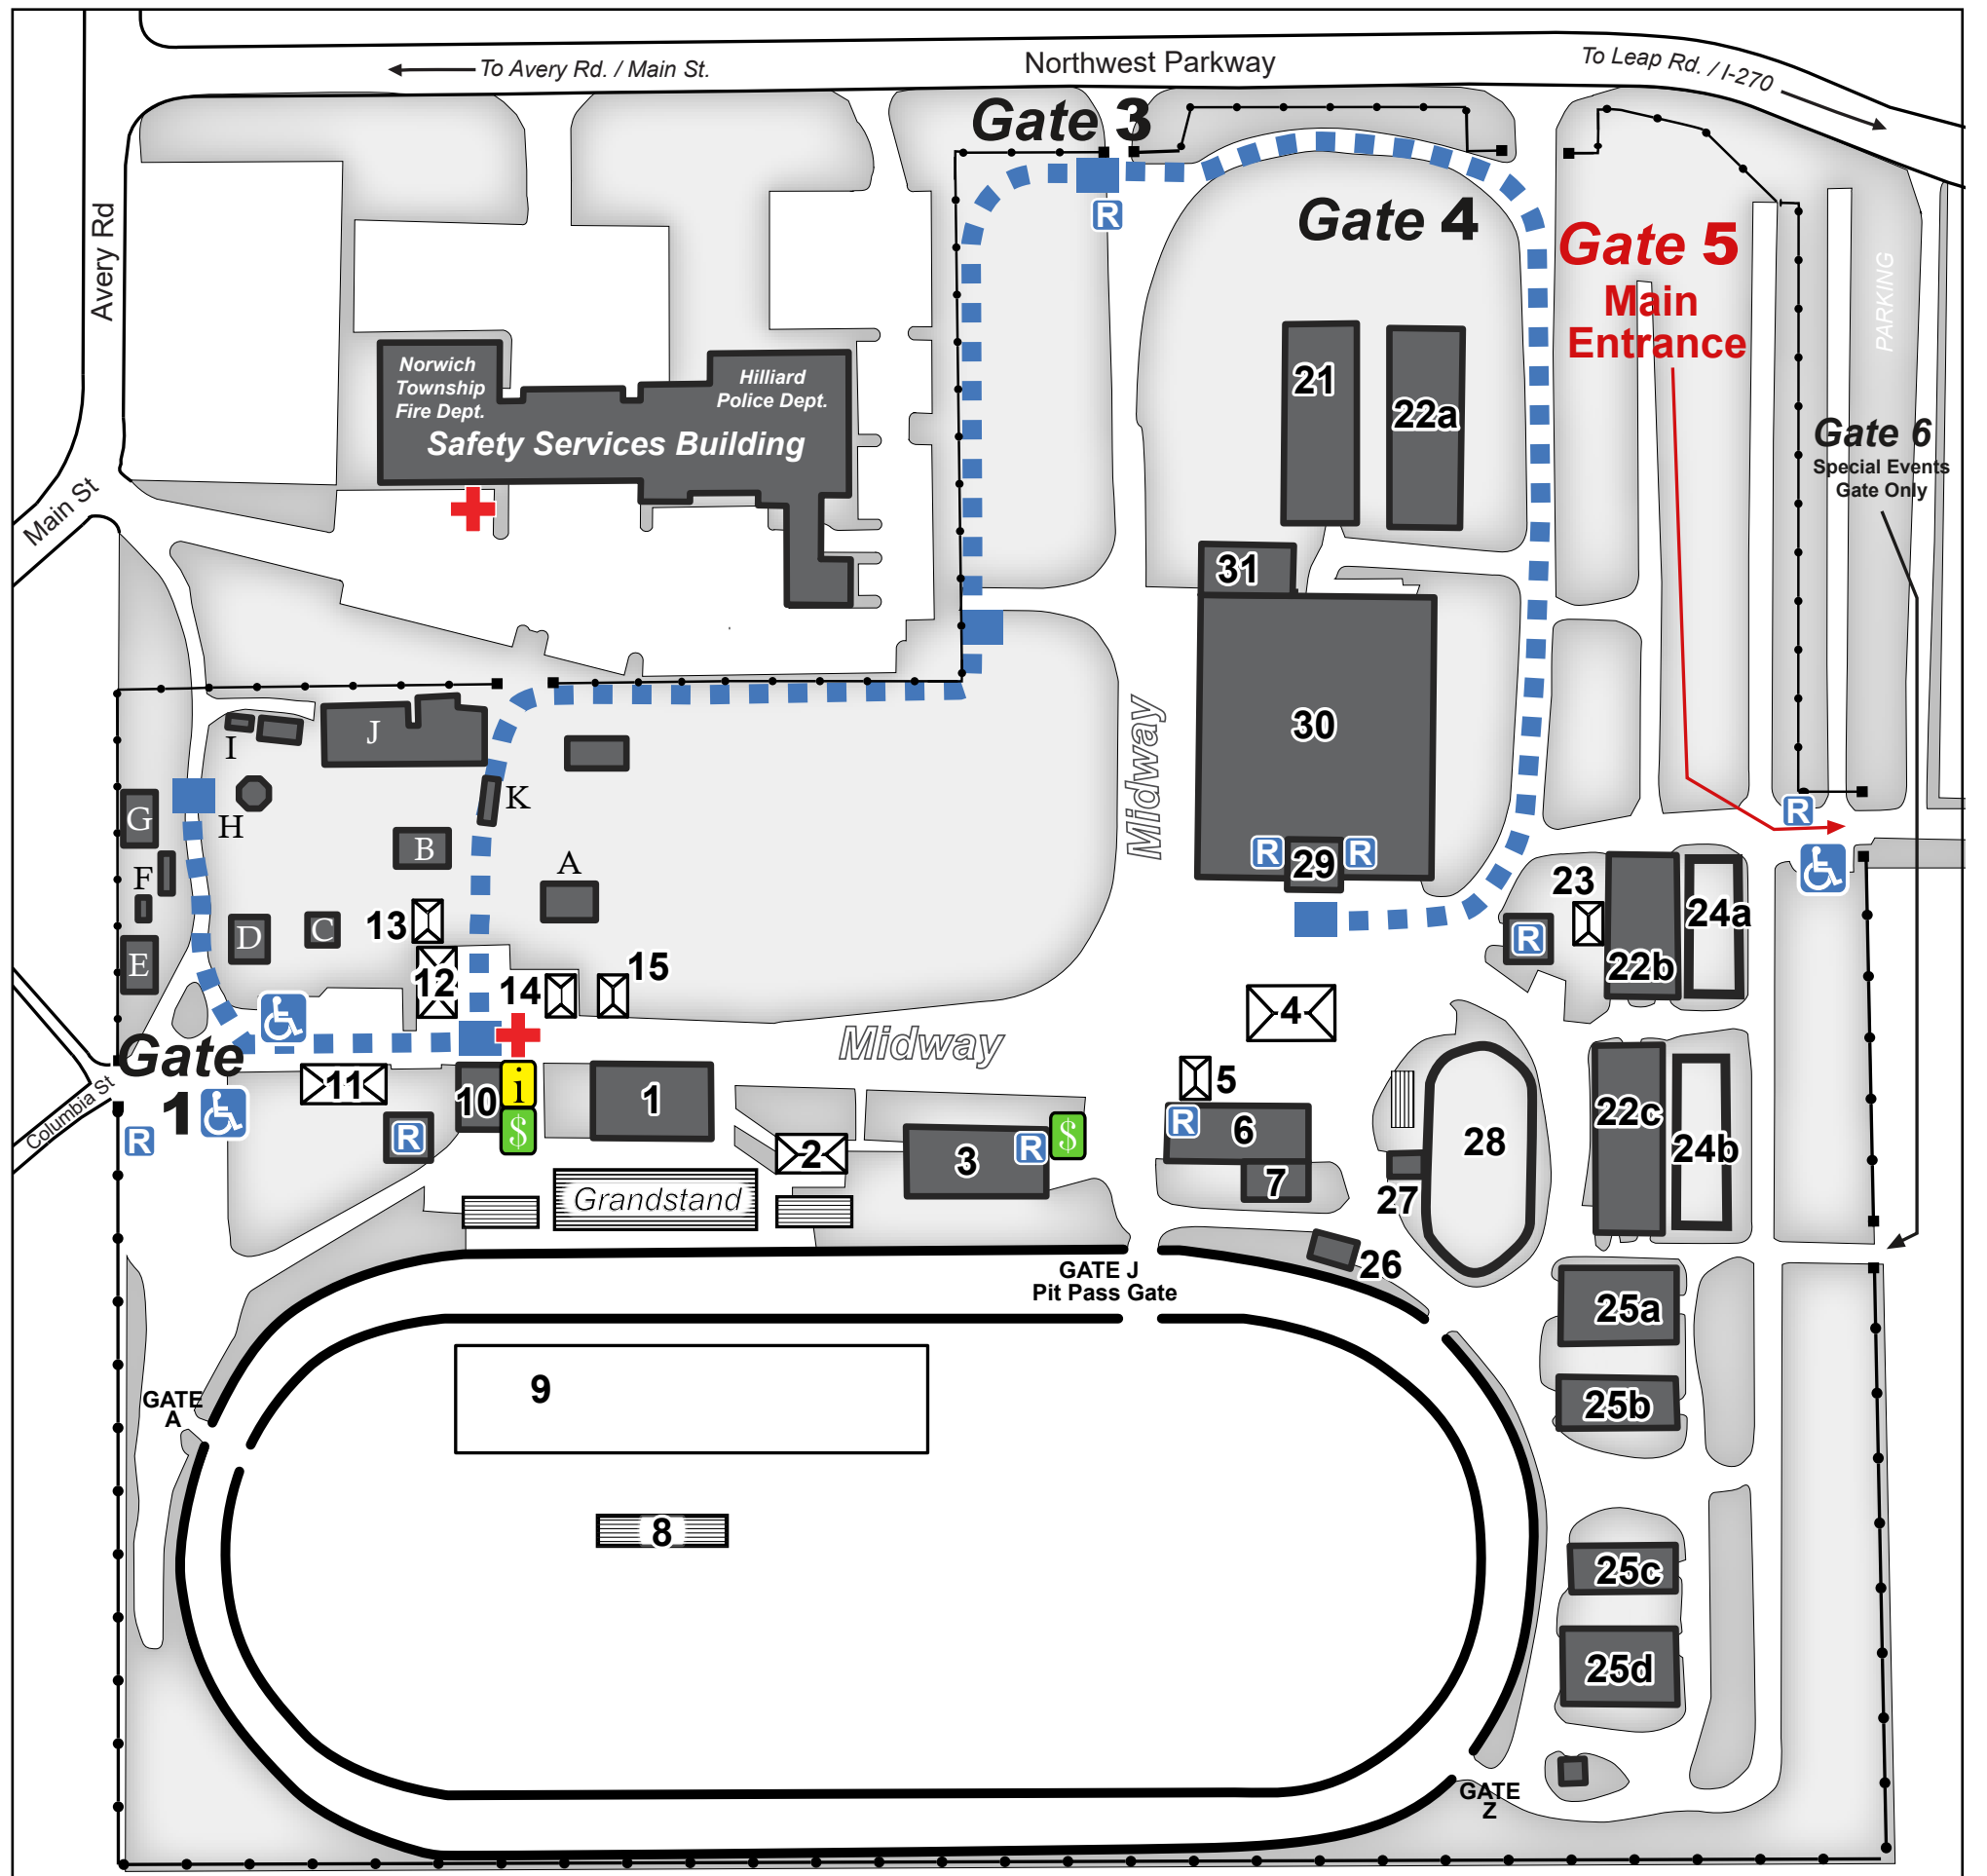 To Avery Rd. / Main St.
Northwest Parkway
To Leap Rd. / I-270
Gate 3
Gate 4
Gate 5
Main
Entrance
PARKING
Avery Rd
Main St
Norwich
Township
Fire Dept.
Hilliard
Police Dept.
Safety Services Building
R
21
22a
Gate 6
Special Events
Gate Only
31
30
Midway
I
J
K
G
H
B
F
A
R
29
R
R
13
C
D
E
12
14
15
23
R
22b
24a
4
Midway
Gate
1
Columbia St
R
11
10
i
$
R
1
2
3
R
$
5
R
6
7
27
28
22c
24b
Grandstand
26
GATE J
Pit Pass Gate
25a
25b
GATE
A
9
8
25c
25d
GATE
Z